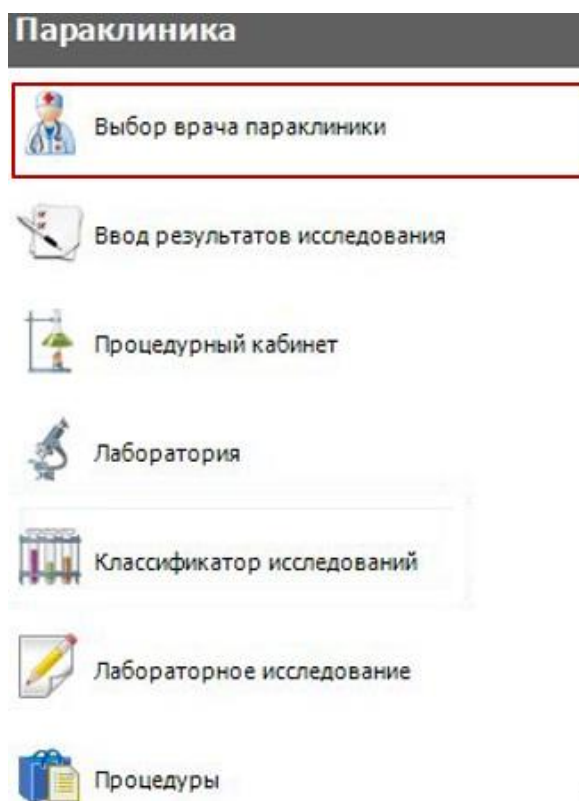 Параклиника
Выбор врача параклиники
Ввод результатов исследования
Процедурный кабинет
Лаборатория
Классификатор исследований
Лабораторное исследование
Процедуры